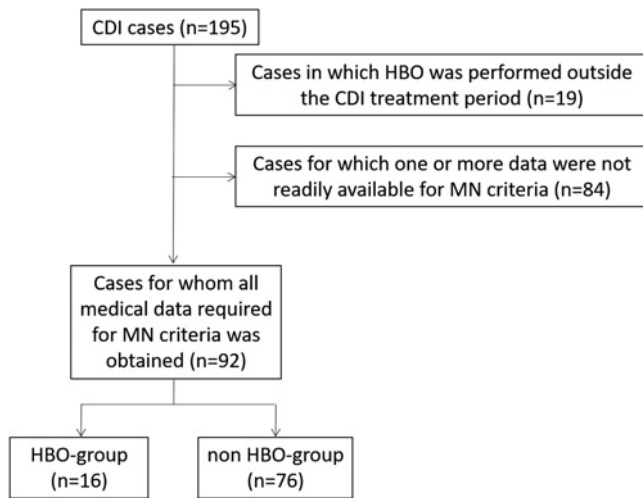 CDI cases (n=195)
Cases in which HBO was performed outside
the CDI treatment period (n=19)
Cases for which one or more data were not
readily available for MN criteria (n=84)
Cases for whom all
medical data required
for MN criteria was
obtained (n=92)
HBO-group
(n=16)
non HBO-group
(n=76)